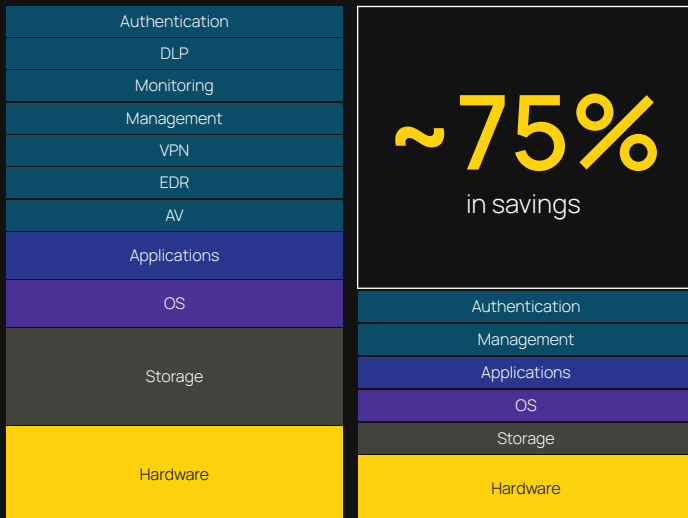 Authentication
DLP
Monitoring
Management
VPN
EDR
AV
Applications
OS
Storage
Hardware
~75%
in savings
Authentication
Management
Applications
OS
Storage
Hardware